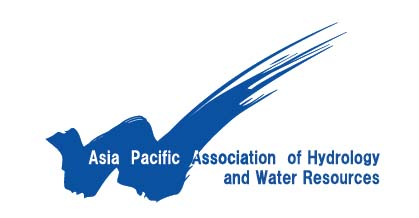 Asia Pacific Association of Hydrology
and Water Resources